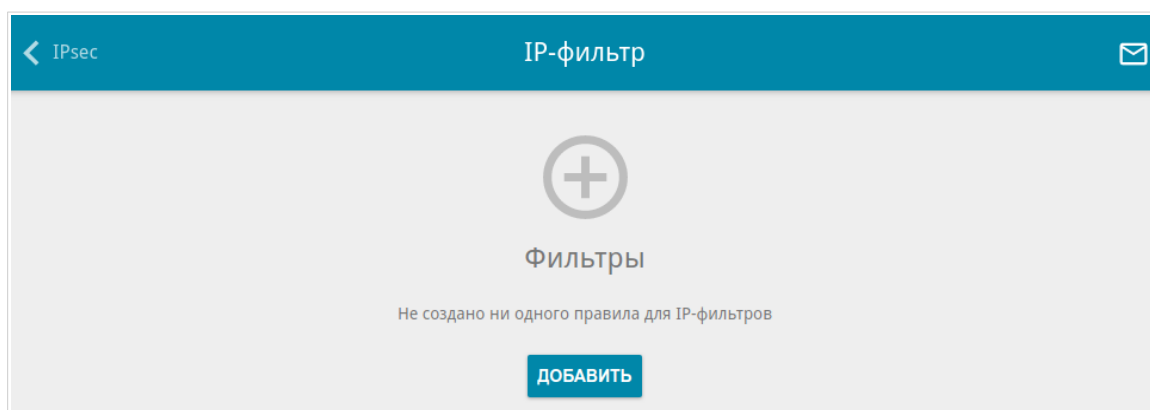 IPsec
IP-фильтр
Фильтры
Не создано ни одного правила для IP-фильтров
ДОБАВИТЬ